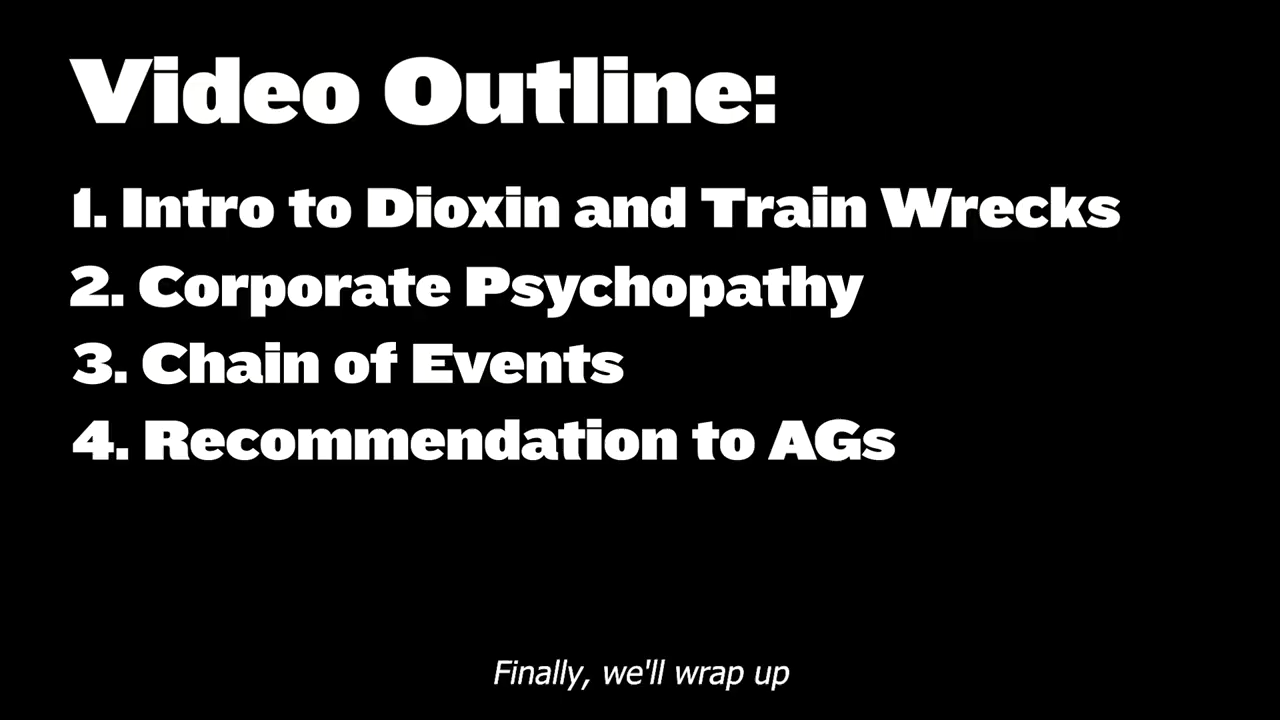 Video Outline:
1. Intro to Dioxin and Train Wrecks
2. Corporate Psychopathy
3. Chain of Events
4. Recommendation to AGs
Finally, we'll wrap up